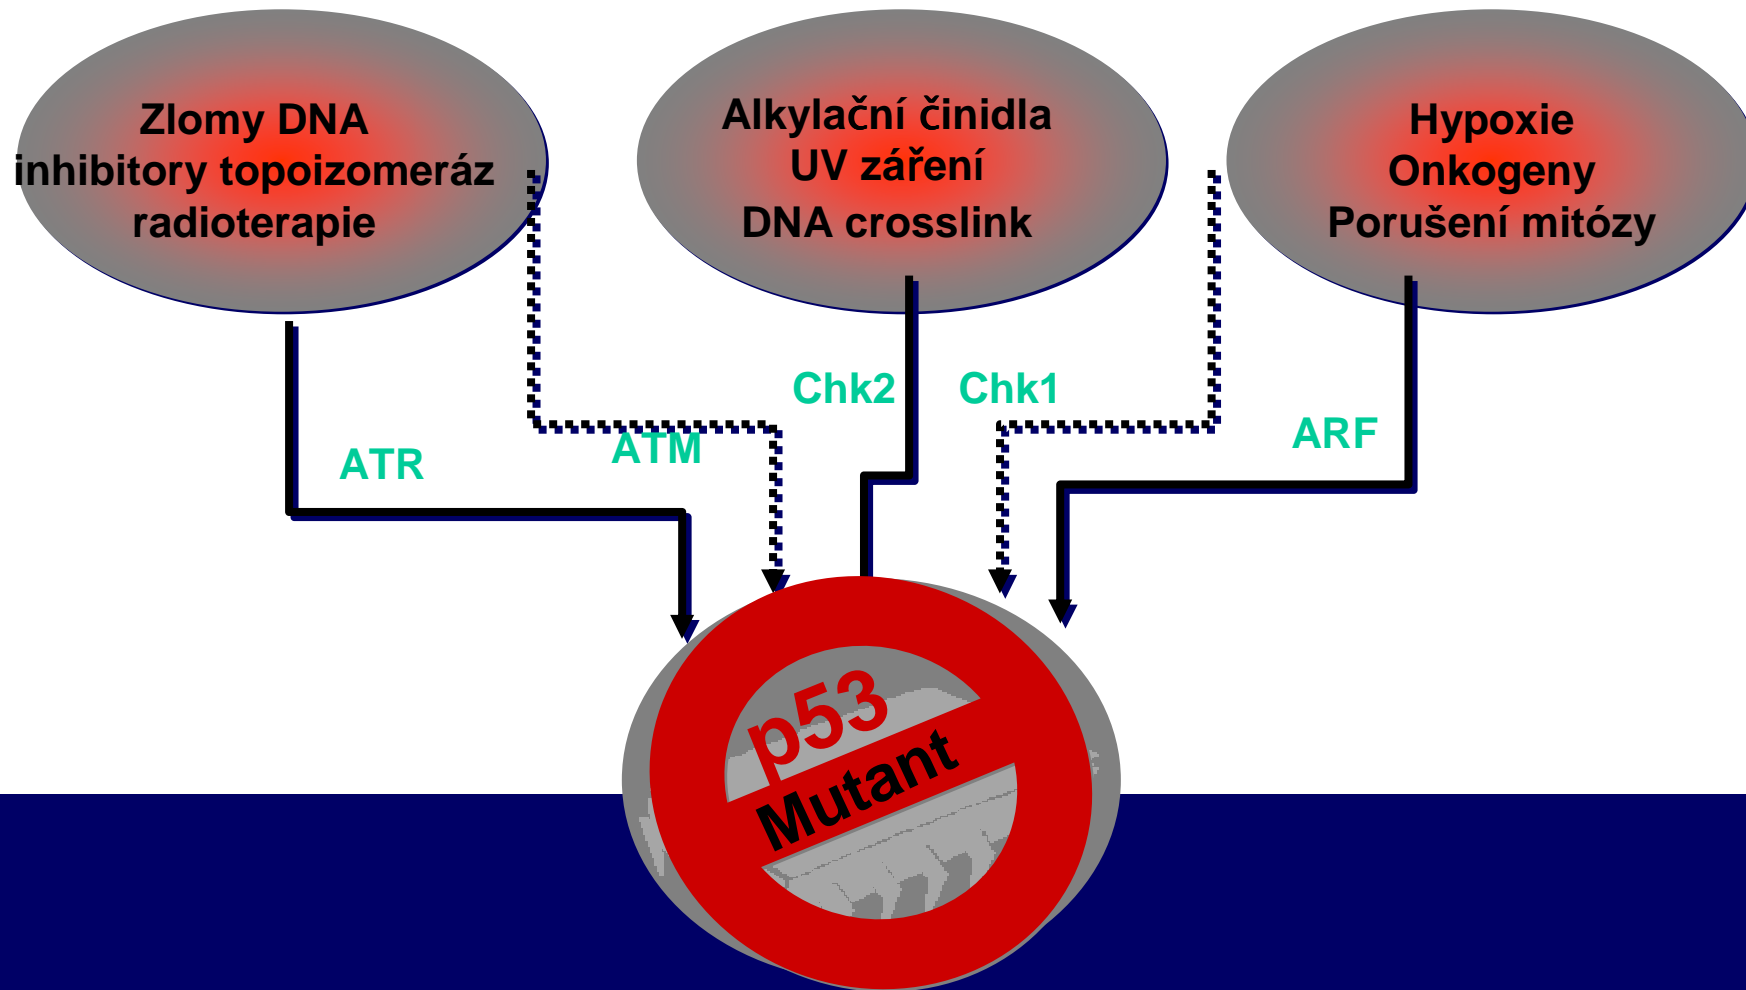 Zlomy DNA
inhibitory topoizomeráz
radioterapie
Alkylační činidla
UV záření
DNA crosslink
Hypoxie
Onkogeny
Porušení mitózy
Chk2
Chk1
ATR
ATM
ARF
p53
Mutant